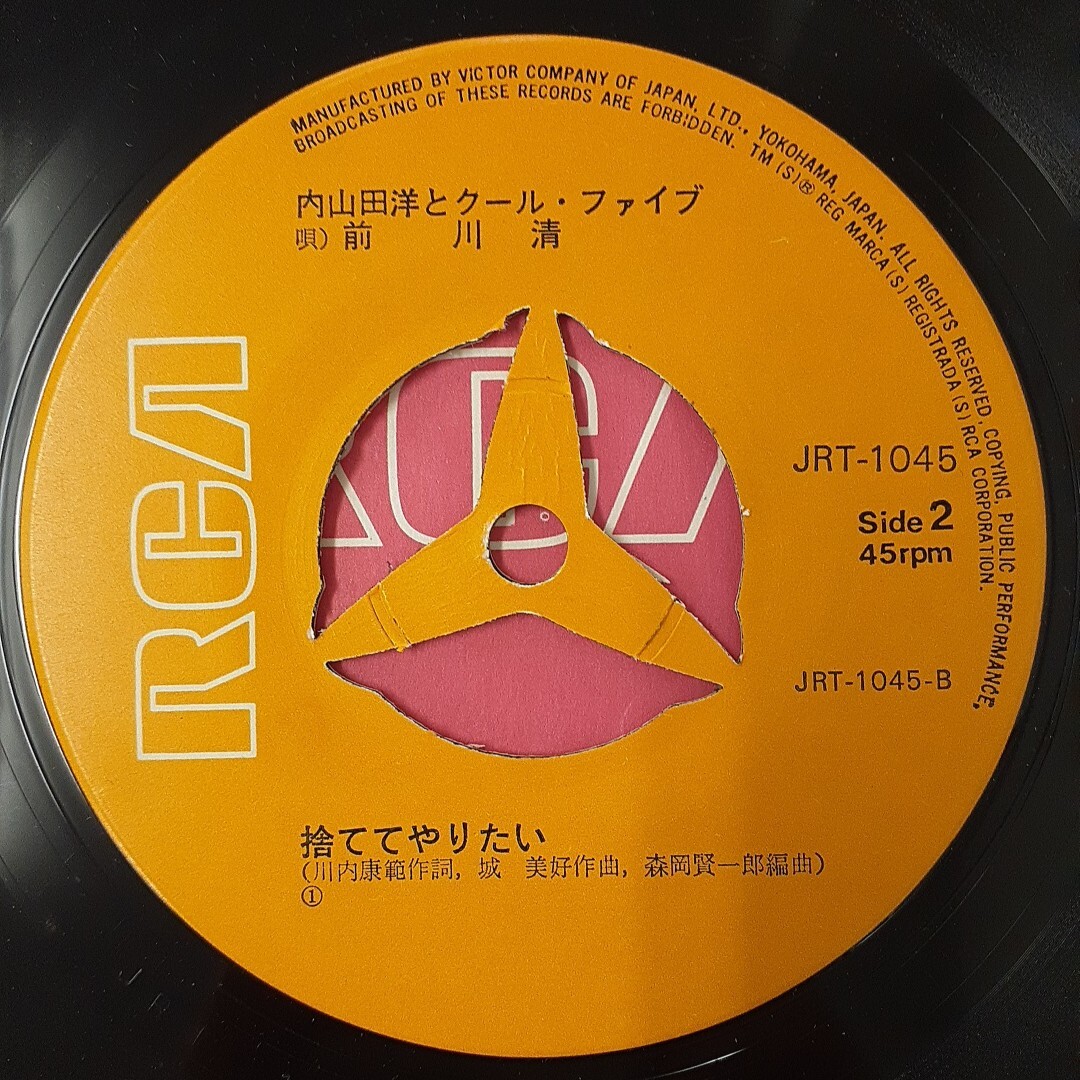 MANUFACTURED BY VICTOR COMPANY OF JAPAN, LTD., YOKOHAMA, JAPAN. ALL RIGHTS RESERVED, COPYING, PUBLIC PERFORMANCE,
BROADCASTING OF THESE RECORDS ARE FORBIDDEN. TM(S)® REG MARCA(S) REGISTRADA(S) RCA CORPORATION.
内山田洋とクール・ファイブ
唄) 前 川 清
RCA
RCA
JRT-1045
Side 2
45rpm
JRT-1045-B
捨ててやりたい
(川内康範作詞, 城 美好作曲, 森岡賢一郎編曲)
①